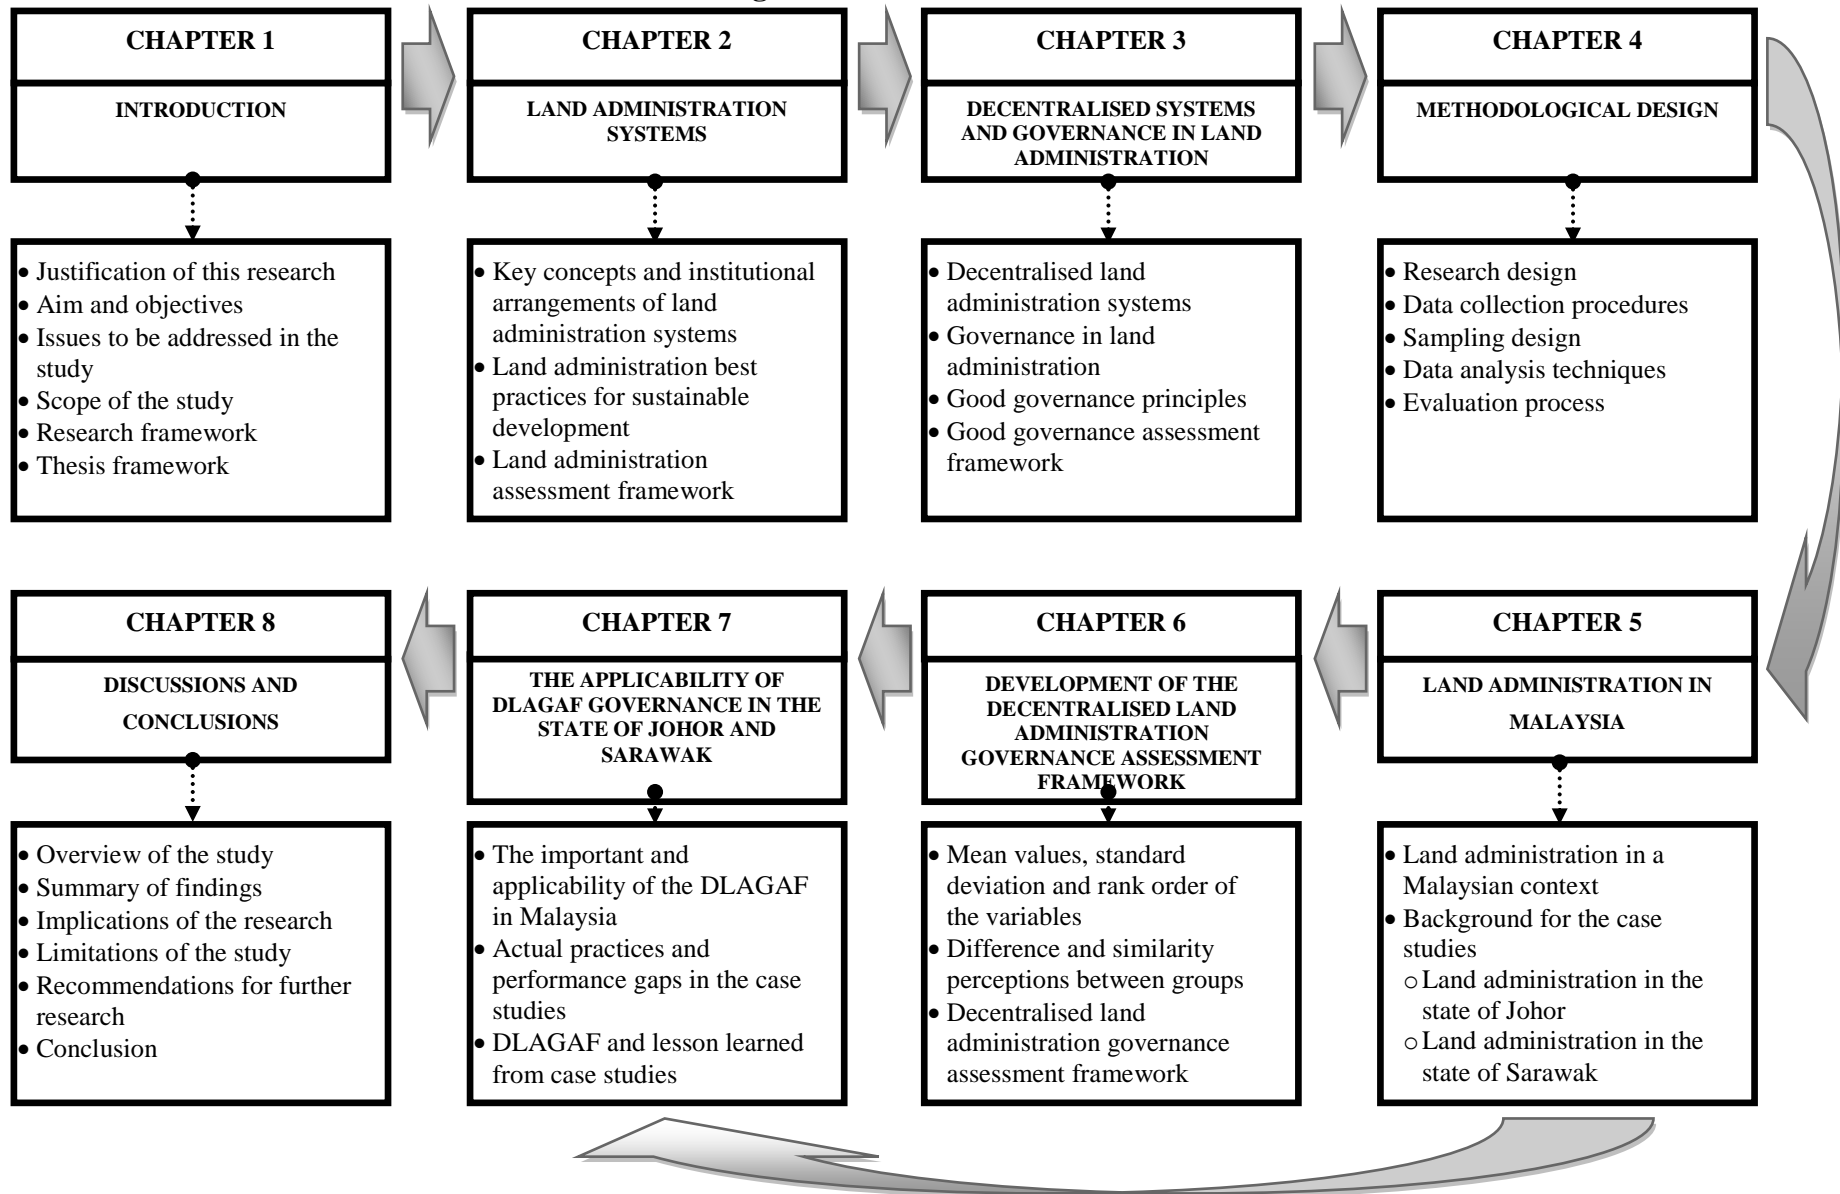 CHAPTER 1
INTRODUCTION
• Justification of this research
• Aim and objectives
• Issues to be addressed in the
study
• Scope of the study
• Research framework
• Thesis framework
CHAPTER 2
LAND ADMINISTRATION
SYSTEMS
• Key concepts and institutional
arrangements of land
administration systems
• Land administration best
practices for sustainable
development
• Land administration
assessment framework
CHAPTER 3
DECENTRALISED SYSTEMS
AND GOVERNANCE IN LAND
ADMINISTRATION
• Decentralised land
administration systems
• Governance in land
administration
• Good governance principles
• Good governance assessment
framework
CHAPTER 4
METHODOLOGICAL DESIGN
• Research design
• Data collection procedures
• Sampling design
• Data analysis techniques
• Evaluation process
CHAPTER 5
LAND ADMINISTRATION IN
MALAYSIA
• Land administration in a
Malaysian context
• Background for the case
studies
o Land administration in the
state of Johor
o Land administration in the
state of Sarawak
CHAPTER 6
DEVELOPMENT OF THE
DECENTRALISED LAND
ADMINISTRATION
GOVERNANCE ASSESSMENT
FRAMEWORK
• Mean values, standard
deviation and rank order of
the variables
• Difference and similarity
perceptions between groups
• Decentralised land
administration governance
assessment framework
CHAPTER 7
THE APPLICABILITY OF
DLAGAF GOVERNANCE IN THE
STATE OF JOHOR AND
SARAWAK
• The important and
applicability of the DLAGAF
in Malaysia
• Actual practices and
performance gaps in the case
studies
• DLAGAF and lesson learned
from case studies
CHAPTER 8
DISCUSSIONS AND
CONCLUSIONS
• Overview of the study
• Summary of findings
• Implications of the research
• Limitations of the study
• Recommendations for further
research
• Conclusion